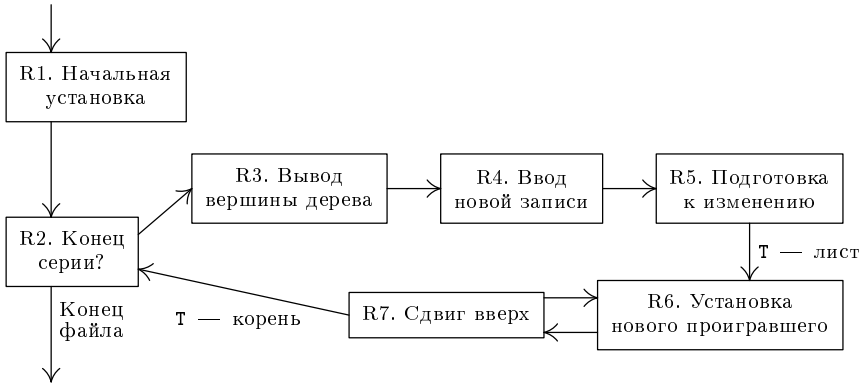 R1. Начальная
установка
R3. Вывод
вершины дерева
R4. Ввод
новой записи
R5. Подготовка
к изменению
R2. Конец
серии?
T — лист
Конец
файла
T — корень
R7. Сдвиг вверх
R6. Установка
нового проигравшего